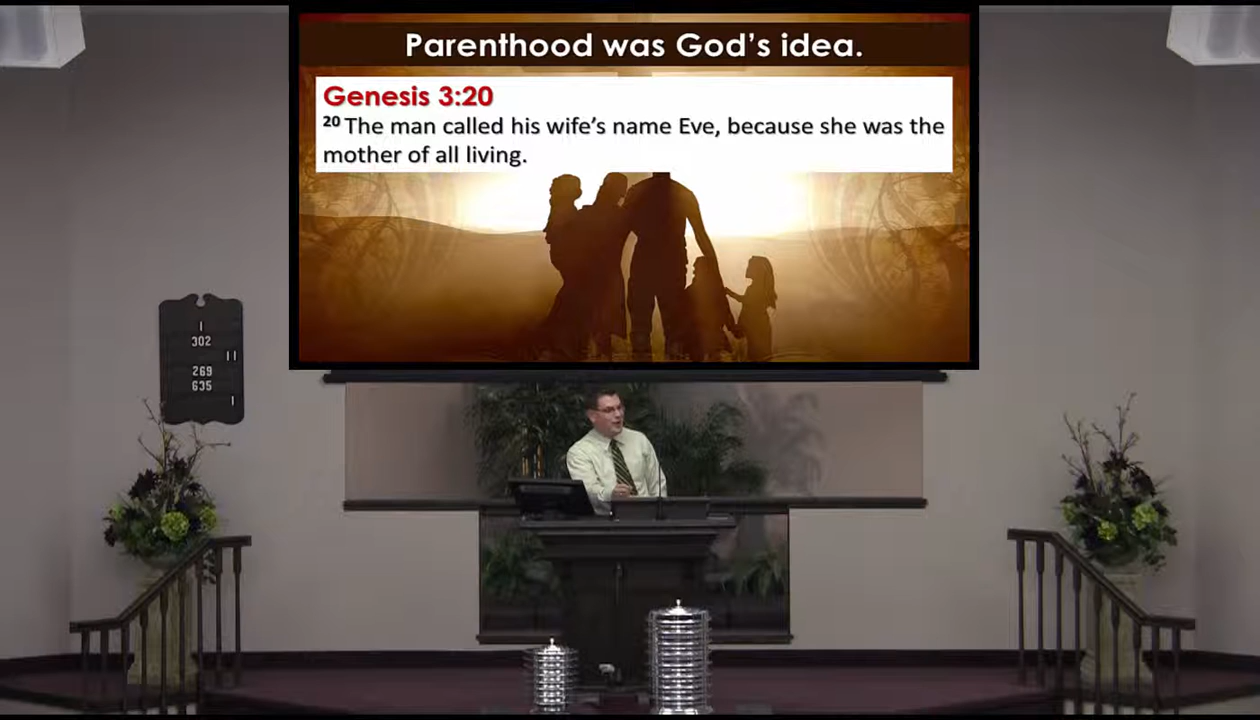 Parenthood was God's idea.
Genesis 3:20
20 The man called his wife's name Eve, because she was the
mother of all living.
I
302
II
269
635
I